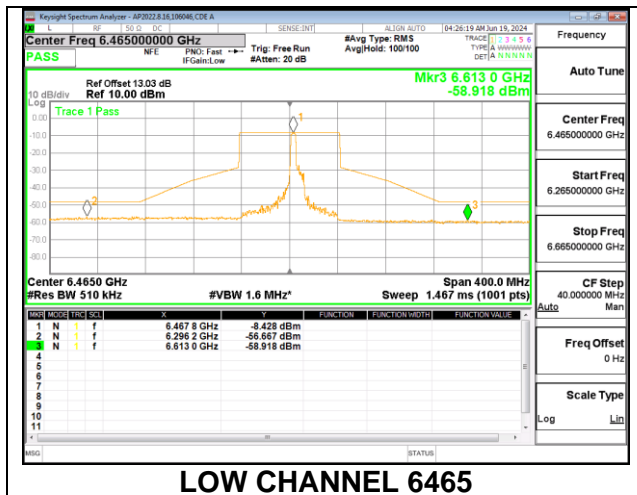 Keysight Spectrum Analyzer - AP2022.8.16,106046,CDE A
L RF 50 Ω DC SENSE:INT ALIGN AUTO 04:26:19 AM Jun 19, 2024
Center Freq 6.465000000 GHz #Avg Type: RMS TRACE 1 2 3 4 5 6
NFE PNO: Fast Trig: Free Run Avg|Hold: 100/100 TYPE A WWWWW
PASS IFGain:Low #Atten: 20 dB DET A N N N N N
Frequency
Auto Tune
Center Freq
6.465000000 GHz
Start Freq
6.265000000 GHz
Stop Freq
6.665000000 GHz
CF Step
40.000000 MHz
Auto Man
Freq Offset
0 Hz
Scale Type
Log Lin
Mkr3 6.613 0 GHz
Ref Offset 13.03 dB
10 dB/div Ref 10.00 dBm -58.918 dBm
Log
Trace 1 Pass
0.00
-10.0
-20.0
-30.0
-40.0
-50.0
-60.0
-70.0
-80.0
1
2
3
Center 6.4650 GHz Span 400.0 MHz
#Res BW 510 kHz #VBW 1.6 MHz* Sweep 1.467 ms (1001 pts)
MKR MODE TRC SCL X Y FUNCTION FUNCTION WIDTH FUNCTION VALUE
1 N 1 f 6.467 8 GHz -8.428 dBm
2 N 1 f 6.296 2 GHz -56.667 dBm
3 N 1 f 6.613 0 GHz -58.918 dBm
4
5
6
7
8
9
10
11
MSG STATUS
LOW CHANNEL 6465